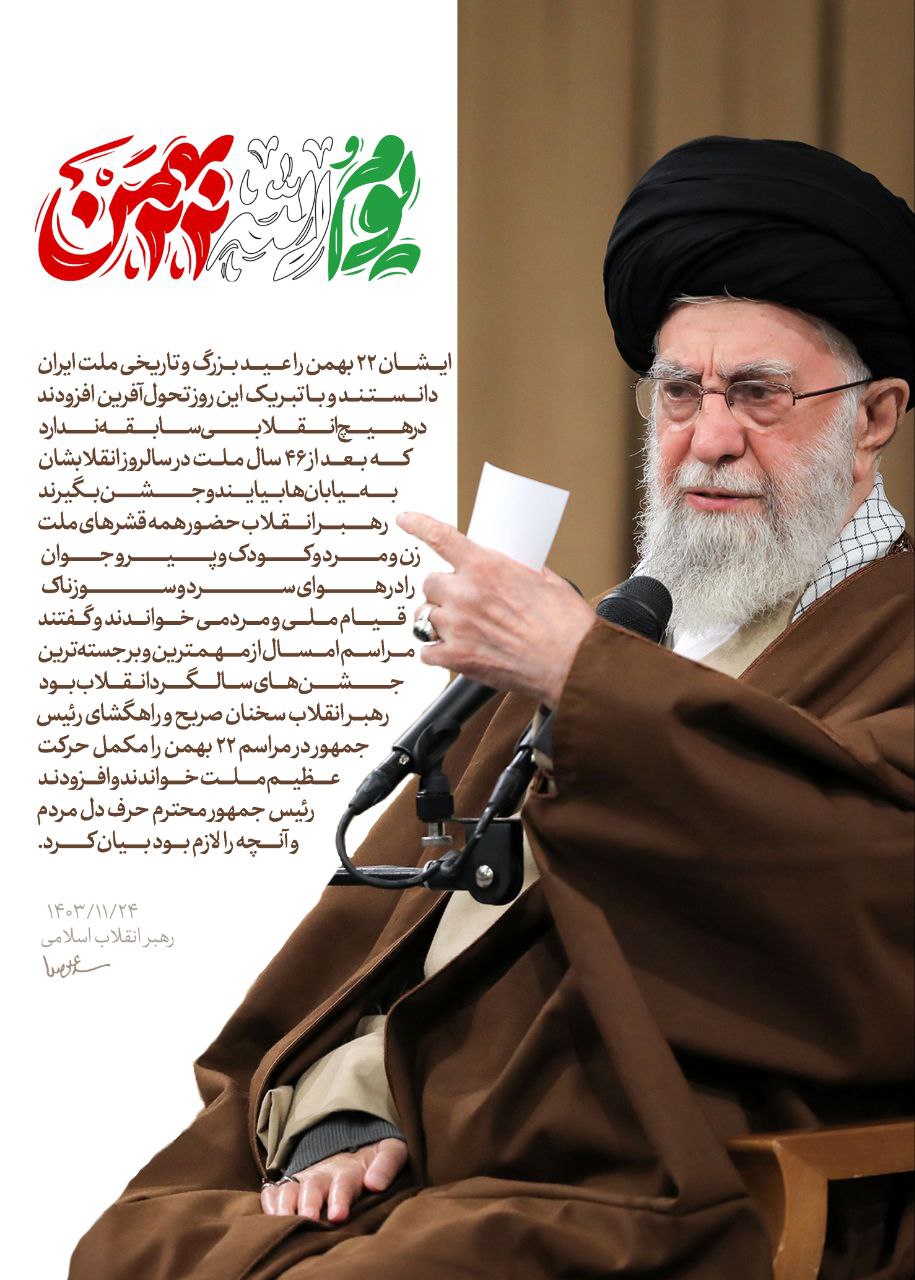 یوم الله ۲۲ بهمن
ایشان ۲۲ بهمن را عید بزرگ و تاریخی ملت ایران
دانستند و با تبریک این روز تحول‌آفرین افزودند
در هیچ انقلابی سابقه ندارد
که بعد از ۴۶ سال ملت در سالروز انقلابشان
به میابان‌ها بیایند و جشن بگیرند
رهبر انقلاب حضور همه قشرهای ملت
زن و مرد و کودک و پیر و جوان
را در هوای سرد و سوزناک
قیام ملی و مردمی خواندند و گفتند
مراسم امسال از مهمترین و برجسته‌ترین
جشن‌های سالگرد انقلاب بود
رهبر انقلاب سخنان صریح و راهگشای رئیس
جمهور در مراسم ۲۲ بهمن را مکمل حرکت
عظیم ملت خواندند و افزودند
رئیس جمهور محترم حرف دل مردم
و آنچه را لازم بود بیان کرد.
۱۴۰۳/۱۱/۲۴
رهبر انقلاب اسلامی